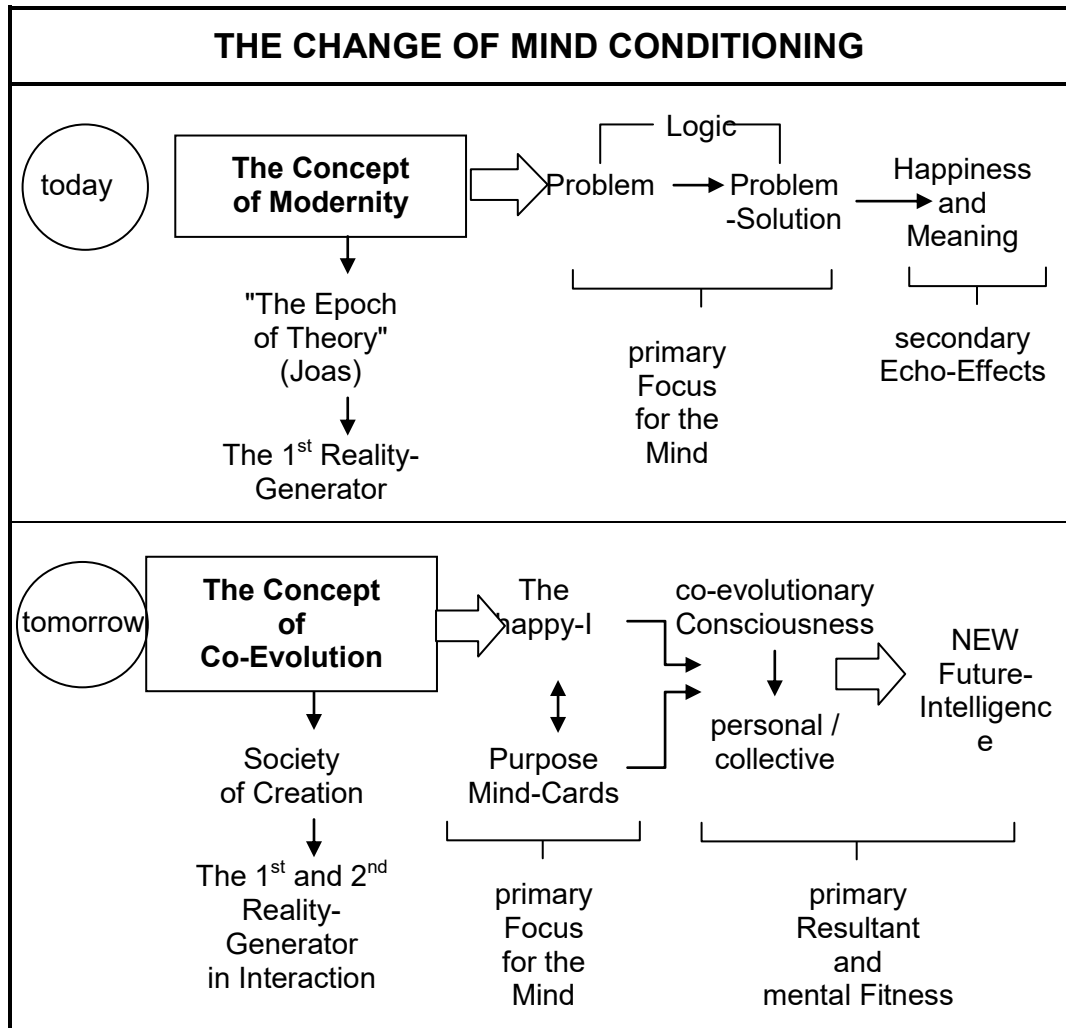 THE CHANGE OF MIND CONDITIONING
today
The Concept
of Modernity
Logic
Problem
Problem
-Solution
Happiness
and
Meaning
"The Epoch
of Theory"
(Joas)
The 1st Reality-
Generator
primary
Focus
for the
Mind
secondary
Echo-Effects
tomorrow
The Concept
of
Co-Evolution
The
happy-I
Purpose
Mind-Cards
co-evolutionary
Consciousness
personal /
collective
NEW
Future-
Intelligenc
e
Society
of Creation
The 1st and 2nd
Reality-
Generator
in Interaction
primary
Focus
for the
Mind
primary
Resultant
and
mental Fitness